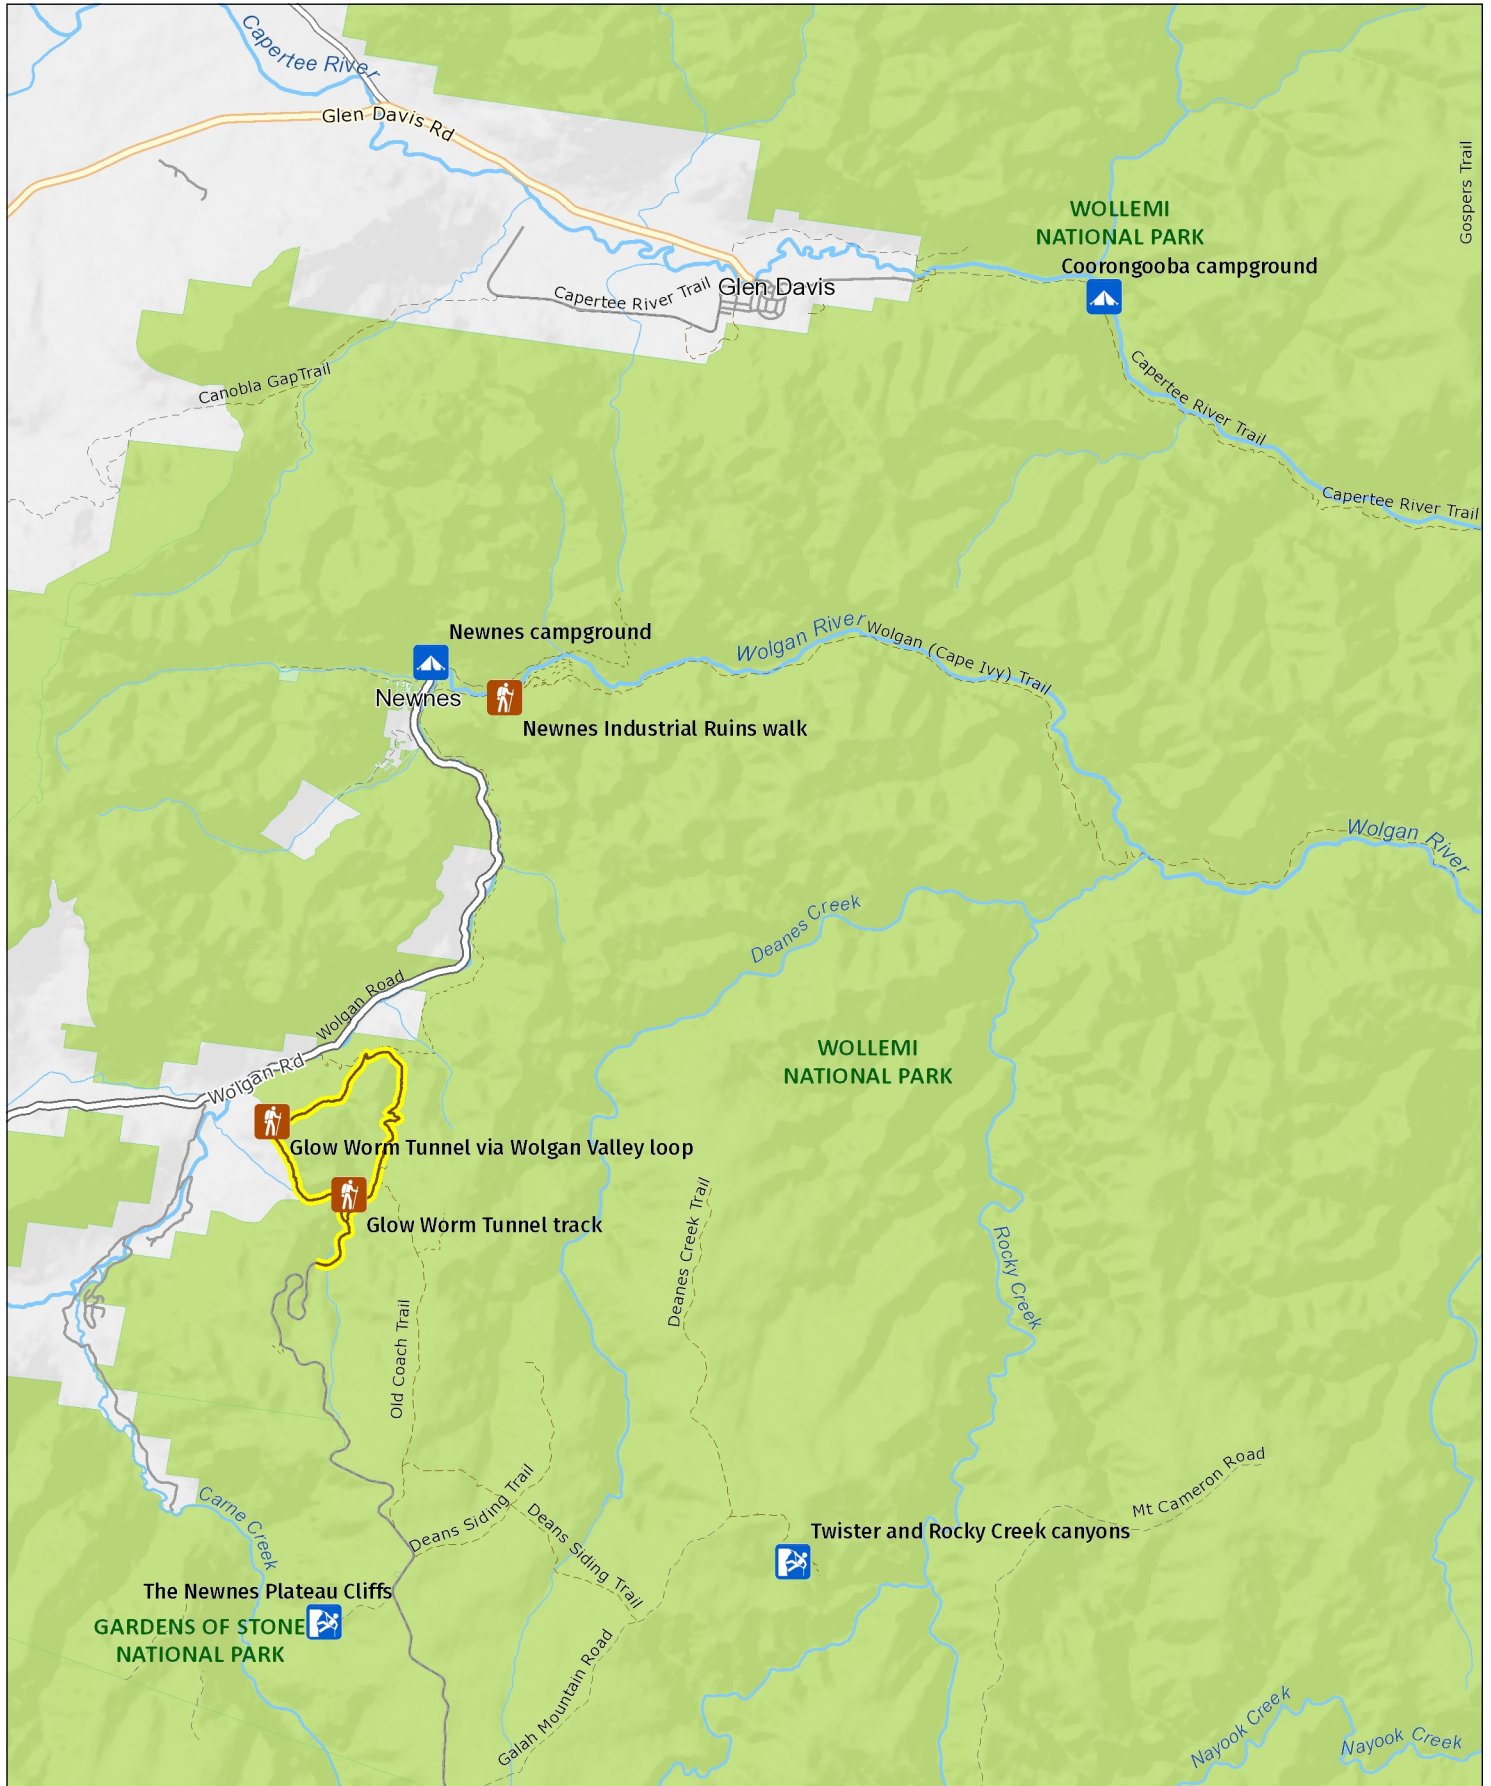 Capertee River
Glen Davis Rd
Gospers Trail
WOLLEMI
NATIONAL PARK
Coorongooba campground
Capertee River Trail
Glen Davis
Canobla GapTrail
Capertee River Trail
Capertee River Trail
Newnes campground
Wolgan River
Wolgan (Cape Ivy) Trail
Newnes
Newnes Industrial Ruins walk
Wolgan River
Deanes Creek
Wolgan Road
WOLLEMI
NATIONAL PARK
Wolgan Rd
Glow Worm Tunnel via Wolgan Valley loop
Glow Worm Tunnel track
Deanes Creek Trail
Rocky Creek
Old Coach Trail
Mt Cameron Road
Carne Creek
Deans Siding Trail
Deans Siding Trail
Twister and Rocky Creek canyons
The Newnes Plateau Cliffs
GARDENS OF STONE
NATIONAL PARK
Galah Mountain Road
Nayook Creek
Nayook Creek